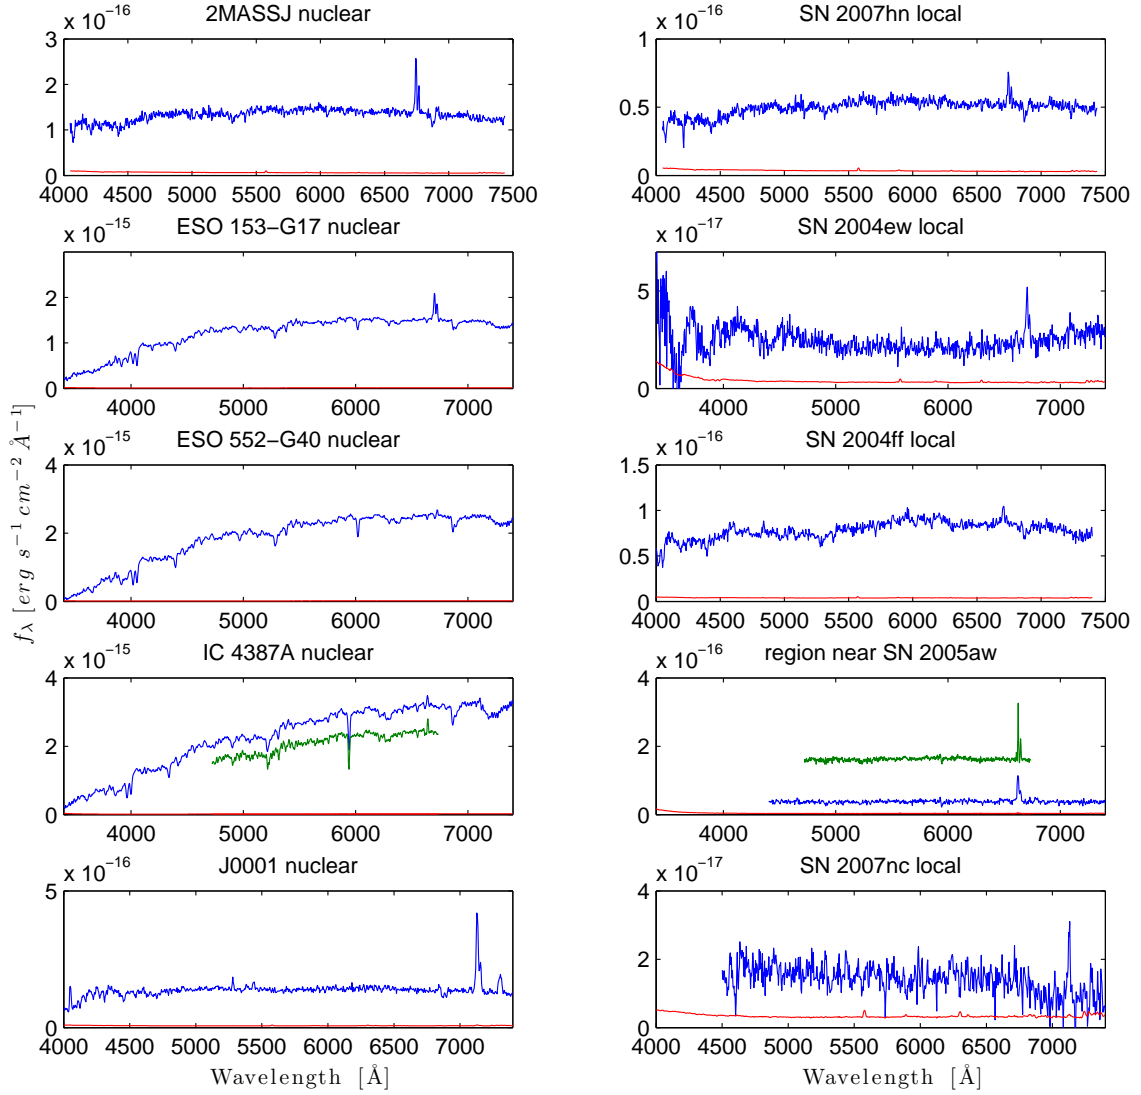 2MASSJ nuclear
x 10−16
3
2
1
0
4000 4500 5000 5500 6000 6500 7000 7500
SN 2007hn local
x 10−16
1
0.5
0
4000 4500 5000 5500 6000 6500 7000 7500
ESO 153−G17 nuclear
x 10−15
2
1
0
4000 5000 6000 7000
SN 2004ew local
x 10−17
5
0
4000 5000 6000 7000
ESO 552−G40 nuclear
x 10−15
4
2
0
4000 5000 6000 7000
SN 2004ff local
x 10−16
1.5
1
0.5
0
4000 4500 5000 5500 6000 6500 7000 7500
IC 4387A nuclear
x 10−15
4
2
0
4000 5000 6000 7000
region near SN 2005aw
x 10−16
4
2
0
4000 5000 6000 7000
J0001 nuclear
x 10−16
5
0
4000 4500 5000 5500 6000 6500 7000
SN 2007nc local
x 10−17
4
2
0
4000 4500 5000 5500 6000 6500 7000
fλ [erg s−1 cm−2 Å−1]
Wavelength [Å]
Wavelength [Å]